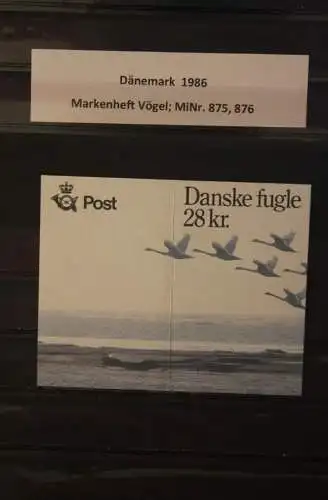 Dänemark 1986
Markenheft Vögel; MiNr. 875, 876
Post
Danske fugle
28 kr.